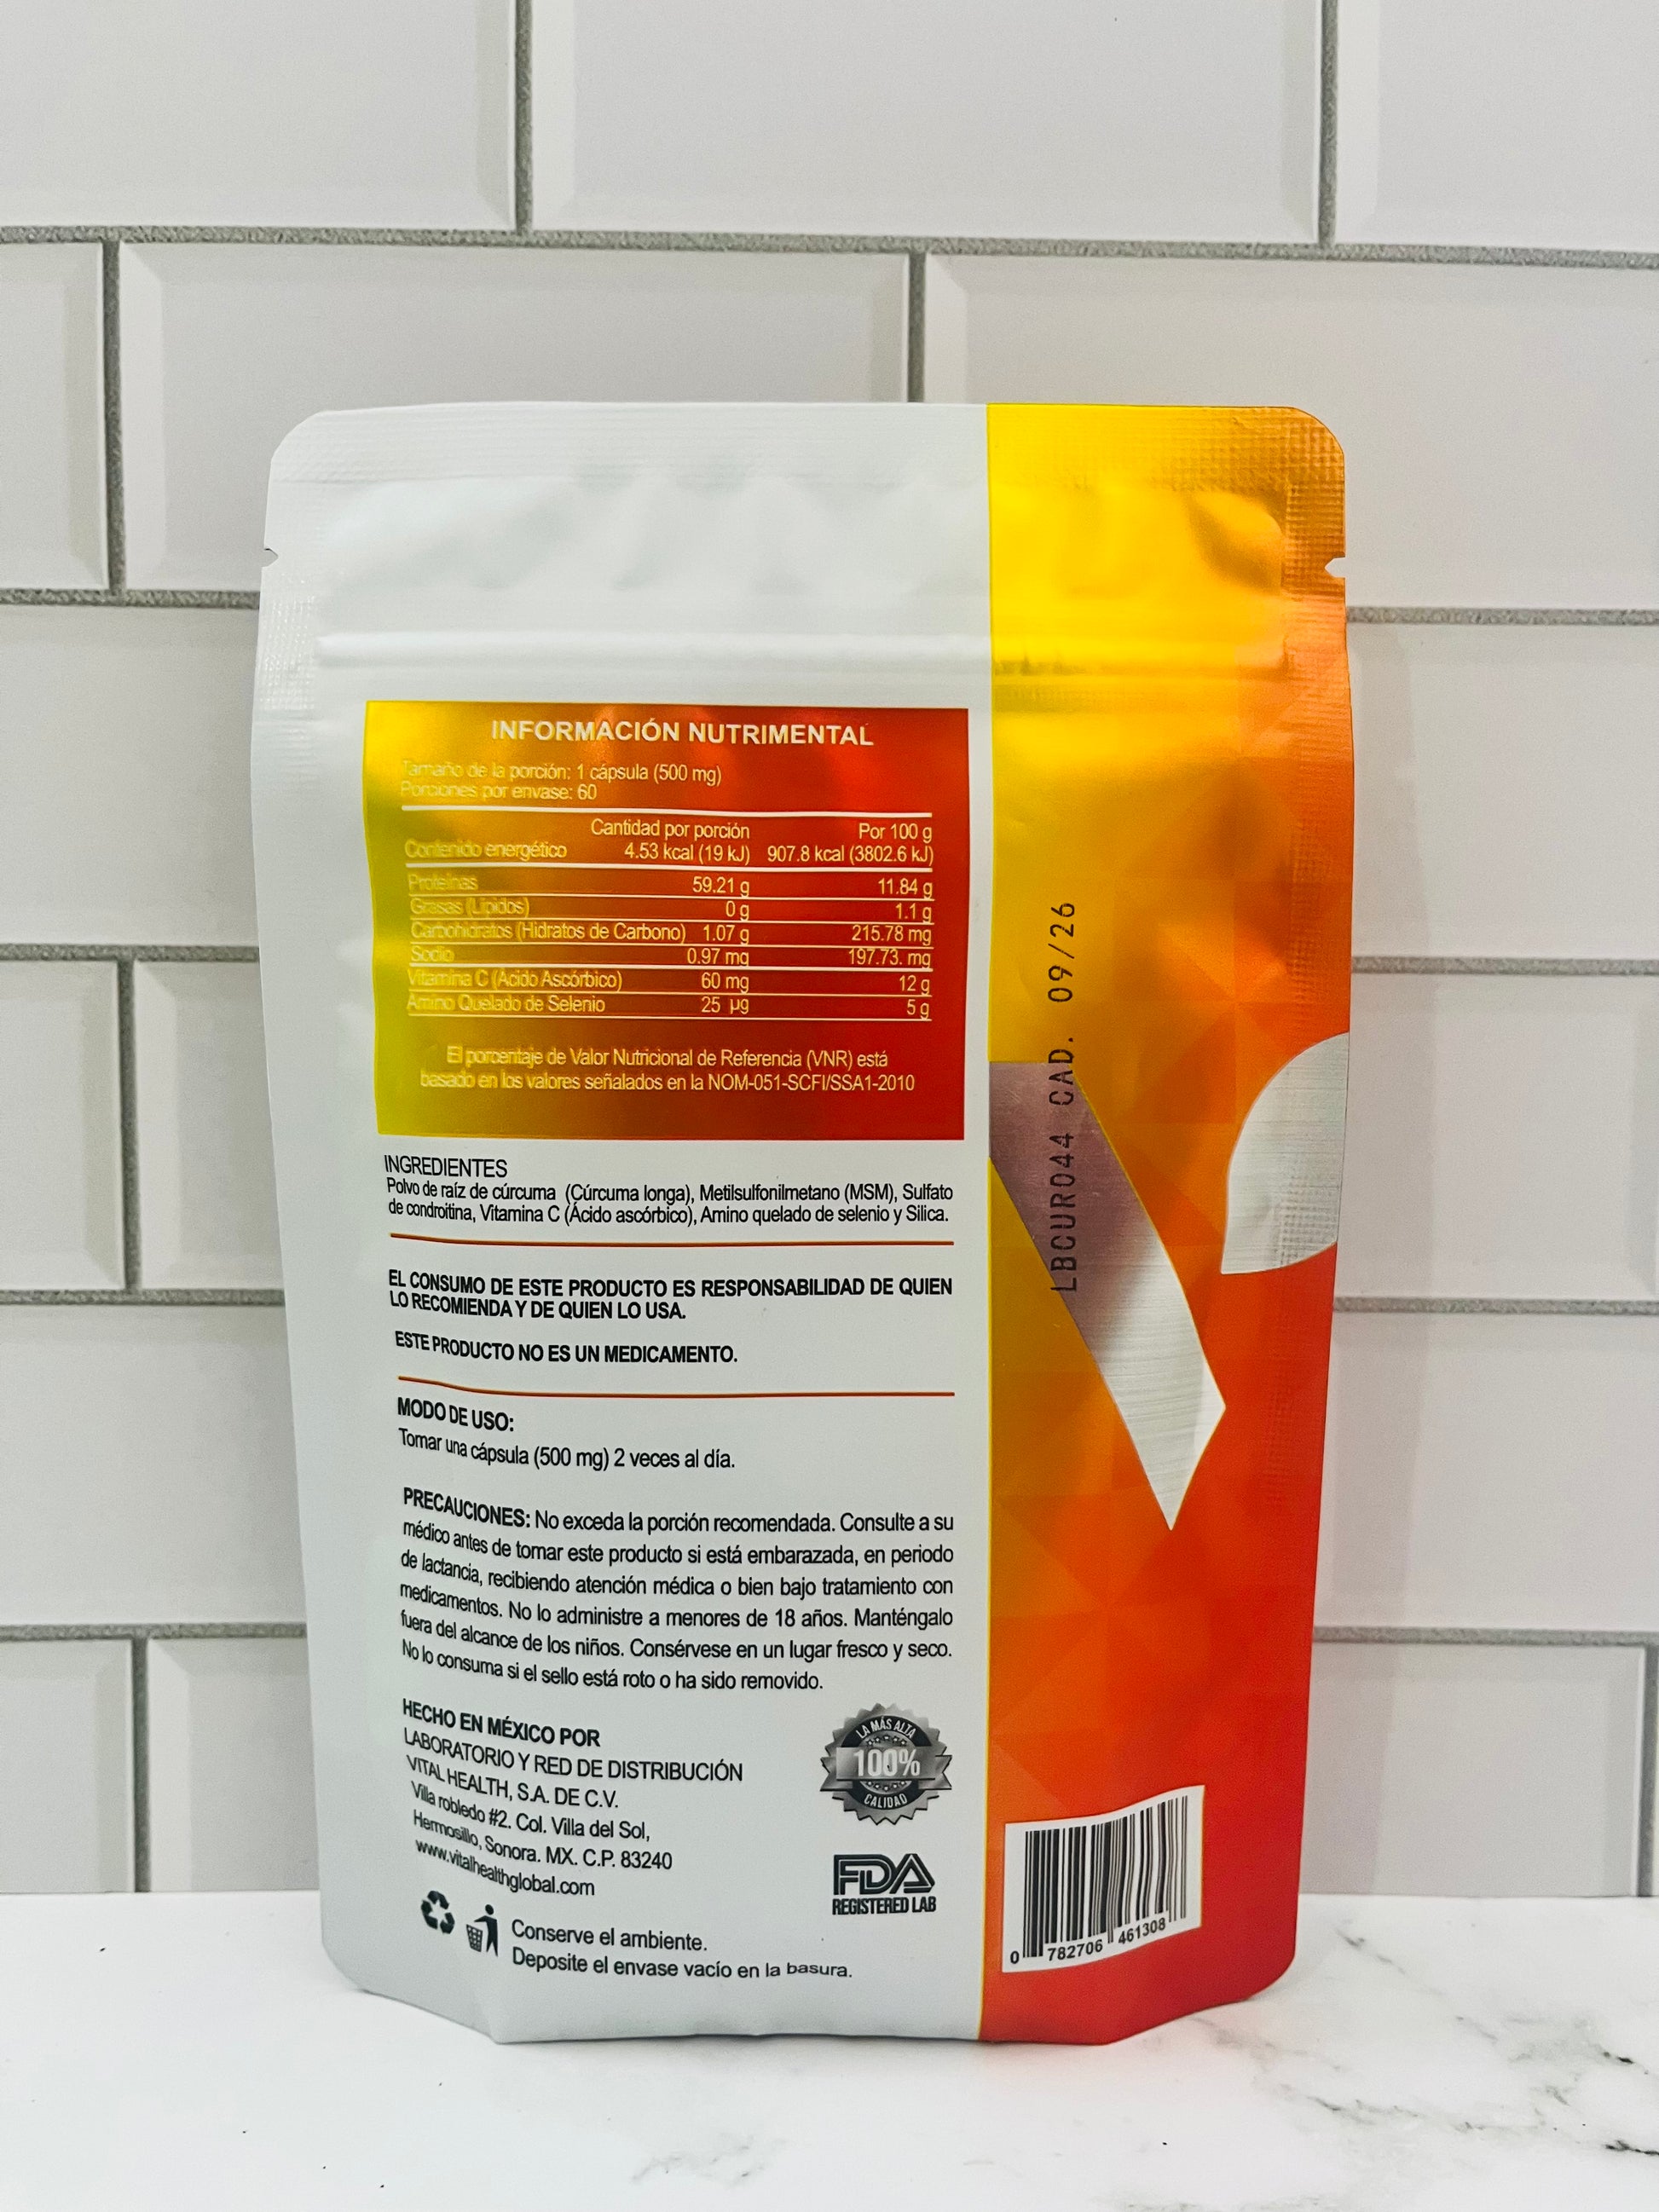 INFORMACIÓN NUTRIMENTAL
Tamaño de la porción: 1 cápsula (500 mg)
Porciones por envase: 60
Cantidad por porción Por 100 g
Contenido energético 4.53 kcal (19 kJ) 907.8 kcal (3802.6 kJ)
Proteínas 59.21 g 11.84 g
Grasas (Lípidos) 0 g 1.1 g
Carbohidratos (Hidratos de Carbono) 1.07 g 215.78 mg
Sodio 0.97 mg 197.73. mg
Vitamina C (Ácido Ascórbico) 60 mg 12 g
Amino Quelado de Selenio 25 µg 5 g
El porcentaje de Valor Nutricional de Referencia (VNR) está
basado en los valores señalados en la NOM-051-SCFI/SSA1-2010
INGREDIENTES
Polvo de raíz de cúrcuma (Cúrcuma longa), Metilsulfonilmetano (MSM), Sulfato
de condroitina, Vitamina C (Ácido ascórbico), Amino quelado de selenio y Silica.
EL CONSUMO DE ESTE PRODUCTO ES RESPONSABILIDAD DE QUIEN
LO RECOMIENDA Y DE QUIEN LO USA.
ESTE PRODUCTO NO ES UN MEDICAMENTO.
MODO DE USO:
Tomar una cápsula (500 mg) 2 veces al día.
PRECAUCIONES: No exceda la porción recomendada. Consulte a su
médico antes de tomar este producto si está embarazada, en periodo
de lactancia, recibiendo atención médica o bien bajo tratamiento con
medicamentos. No lo administre a menores de 18 años. Manténgalo
fuera del alcance de los niños. Consérvese en un lugar fresco y seco.
No lo consuma si el sello está roto o ha sido removido.
HECHO EN MÉXICO POR
LABORATORIO Y RED DE DISTRIBUCIÓN
VITAL HEALTH, S.A. DE C.V.
Villa robledo #2. Col. Villa del Sol,
Hermosillo, Sonora. MX. C.P. 83240
www.vitalhealthglobal.com
Conserve el ambiente.
Deposite el envase vacío en la basura.
LA MÁS ALTA
100%
CALIDAD
FDA
REGISTERED LAB
LBCUR044 CAD. 09/26
0 782706 461308